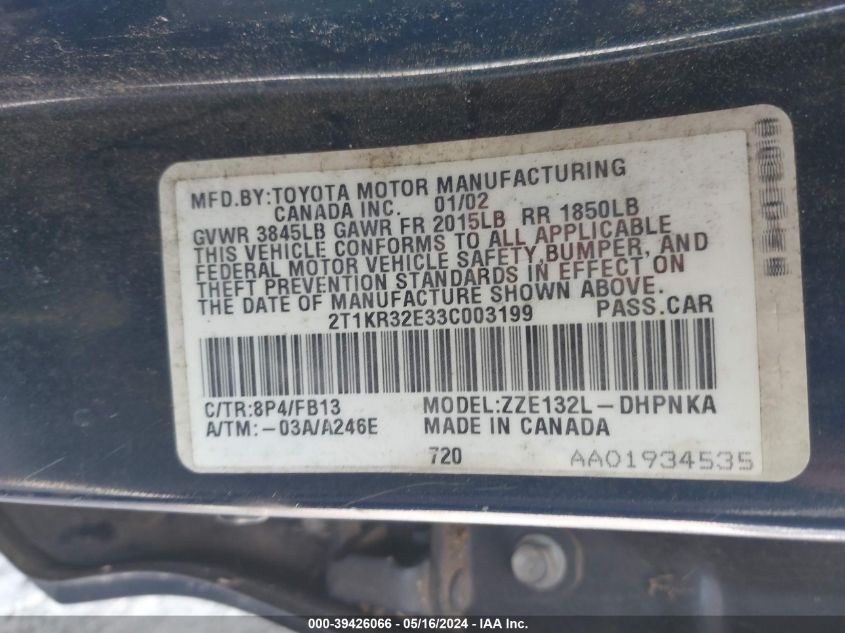 MFD.BY:TOYOTA MOTOR MANUFACTURING
CANADA INC. 01/02
GVWR 3845LB GAWR FR 2015LB RR 1850LB
THIS VEHICLE CONFORMS TO ALL APPLICABLE
FEDERAL MOTOR VEHICLE SAFETY,BUMPER, AND
THEFT PREVENTION STANDARDS IN EFFECT ON
THE DATE OF MANUFACTURE SHOWN ABOVE.
2T1KR32E33C003199 PASS.CAR
C/TR:8P4/FB13 MODEL:ZZE132L-DHPNKA
A/TM:-03A/A246E MADE IN CANADA
720 AA01934535
000-39426066 - 05/16/2024 - IAA Inc.